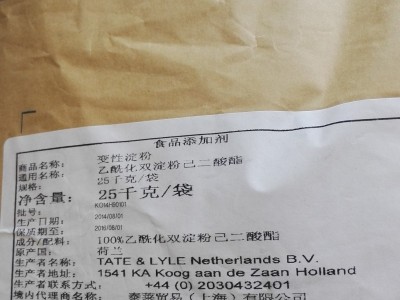 食品添加剂
商品名称: 变性淀粉
通用名称: 乙酰化双淀粉己二酸酯
规格: 25千克/袋
净含量: 25千克/袋
批号:
生产日期: 2014/08/01
保质期至: 2016/08/01
成分/配料: 100%乙酰化双淀粉己二酸酯
原产国: 荷兰
生产者名称: TATE & LYLE Netherlands B.V.
生产者地址: 1541 KA Koog aan de Zaan Holland
生产者联系方式: +44 (0) 2030432401
境内代理商名称: 泰莱贸易(上海)有限公司